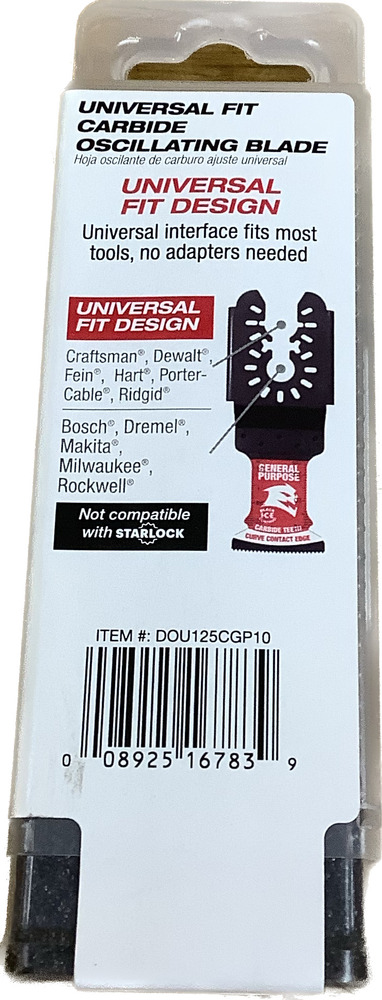 UNIVERSAL FIT
CARBIDE
OSCILLATING BLADE
Hoja oscilante de carburo ajuste universal
UNIVERSAL
FIT DESIGN
Universal interface fits most
tools, no adapters needed
UNIVERSAL
FIT DESIGN
Craftsman®, Dewalt®,
Fein®, Hart®, Porter-
Cable®, Ridgid®
Bosch®, Dremel®,
Makita®,
Milwaukee®,
Rockwell®
Not compatible
with STARLOCK
GENERAL
PURPOSE
BLACK
ICE
CARBIDE TEETH
CURVE CONTACT EDGE
ITEM #: DOU125CGP10
0 08925 16783 9